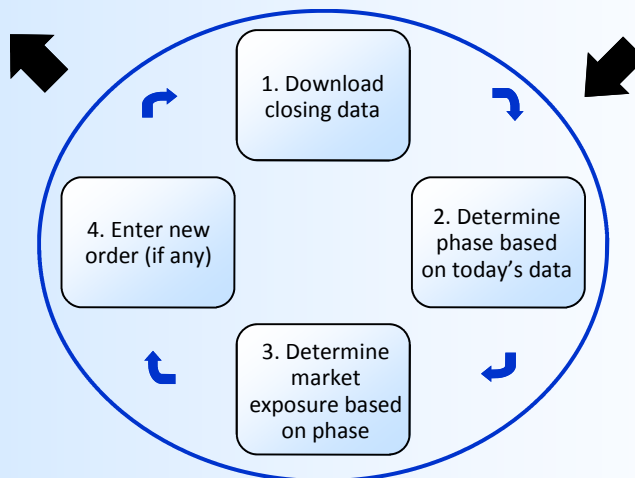 1. Download
closing data
2. Determine
phase based
on today's data
3. Determine
market
exposure based
on phase
4. Enter new
order (if any)